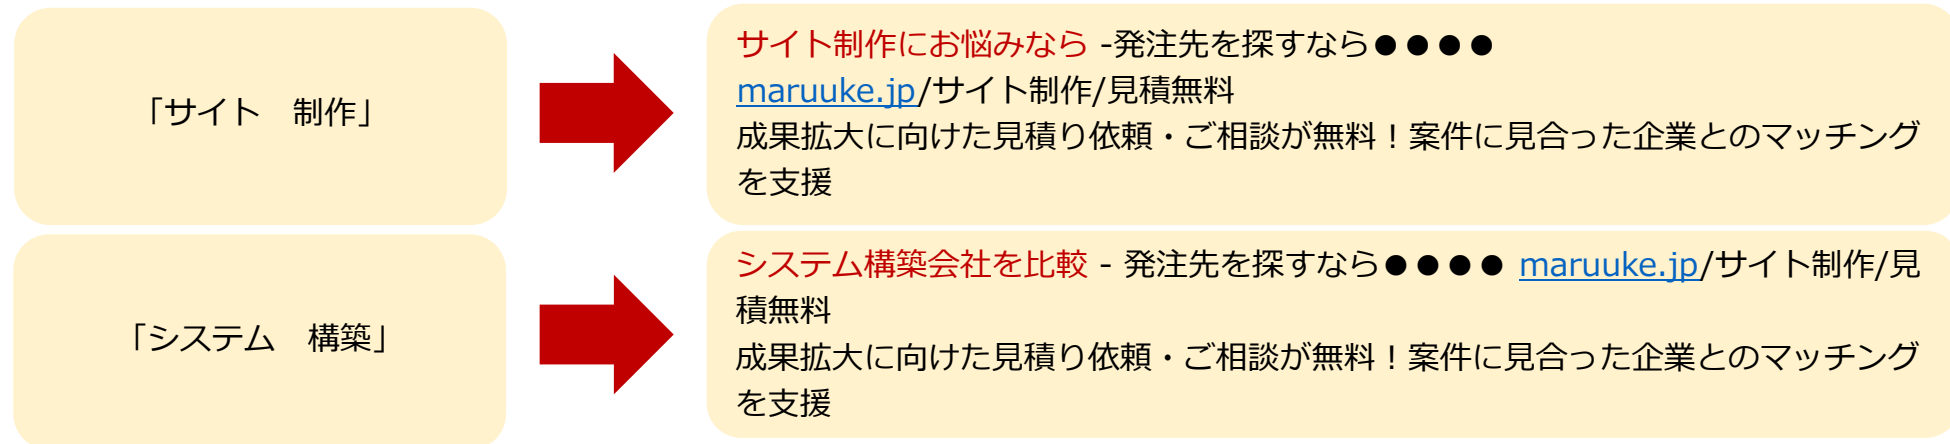 「サイト　制作」
サイト制作にお悩みなら -発注先を探すなら●●●●
maruuke.jp/サイト制作/見積無料
成果拡大に向けた見積り依頼・ご相談が無料！案件に見合った企業とのマッチング
を支援
「システム　構築」
システム構築会社を比較 - 発注先を探すなら●●●● maruuke.jp/サイト制作/見
積無料
成果拡大に向けた見積り依頼・ご相談が無料！案件に見合った企業とのマッチング
を支援